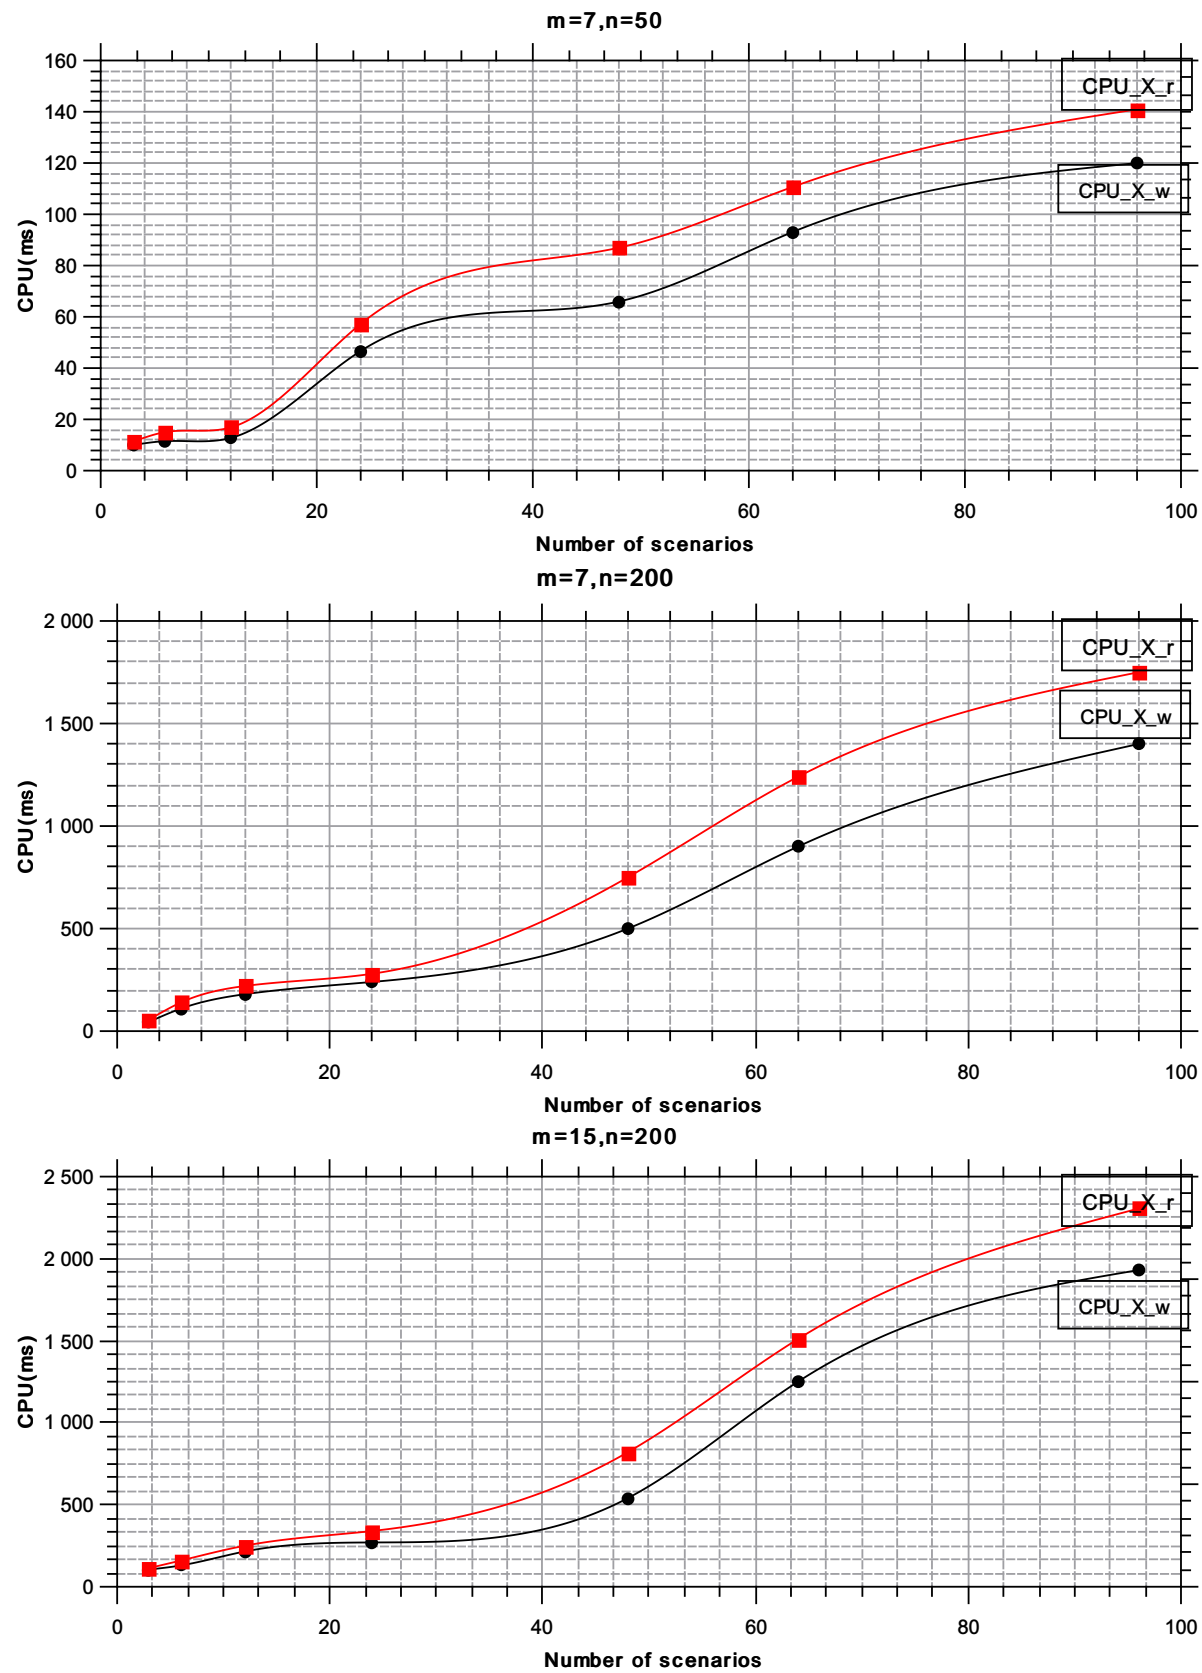 m=7,n=50
160
CPU_X_r
140
120
CPU_X_w
100
CPU(ms)
80
60
40
20
0
0 20 40 60 80 100
Number of scenarios
m=7,n=200
2 000
CPU_X_r
CPU_X_w
1 500
1 000
CPU(ms)
500
0
0 20 40 60 80 100
Number of scenarios
m=15,n=200
2 500
CPU_X_r
2 000
CPU_X_w
1 500
CPU(ms)
1 000
500
0
0 20 40 60 80 100
Number of scenarios